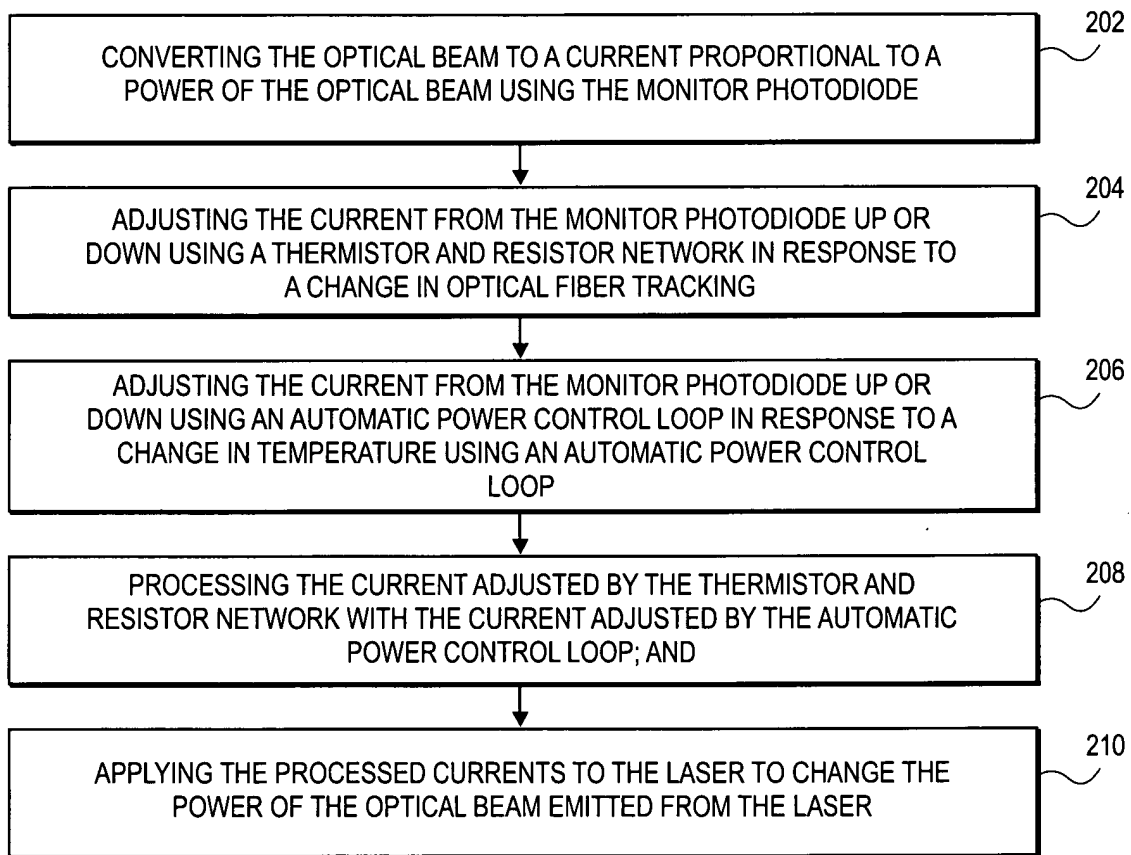 CONVERTING THE OPTICAL BEAM TO A CURRENT PROPORTIONAL TO A
POWER OF THE OPTICAL BEAM USING THE MONITOR PHOTODIODE
202
ADJUSTING THE CURRENT FROM THE MONITOR PHOTODIODE UP OR
DOWN USING A THERMISTOR AND RESISTOR NETWORK IN RESPONSE TO
A CHANGE IN OPTICAL FIBER TRACKING
204
ADJUSTING THE CURRENT FROM THE MONITOR PHOTODIODE UP OR
DOWN USING AN AUTOMATIC POWER CONTROL LOOP IN RESPONSE TO A
CHANGE IN TEMPERATURE USING AN AUTOMATIC POWER CONTROL
LOOP
206
PROCESSING THE CURRENT ADJUSTED BY THE THERMISTOR AND
RESISTOR NETWORK WITH THE CURRENT ADJUSTED BY THE AUTOMATIC
POWER CONTROL LOOP; AND
208
APPLYING THE PROCESSED CURRENTS TO THE LASER TO CHANGE THE
POWER OF THE OPTICAL BEAM EMITTED FROM THE LASER
210